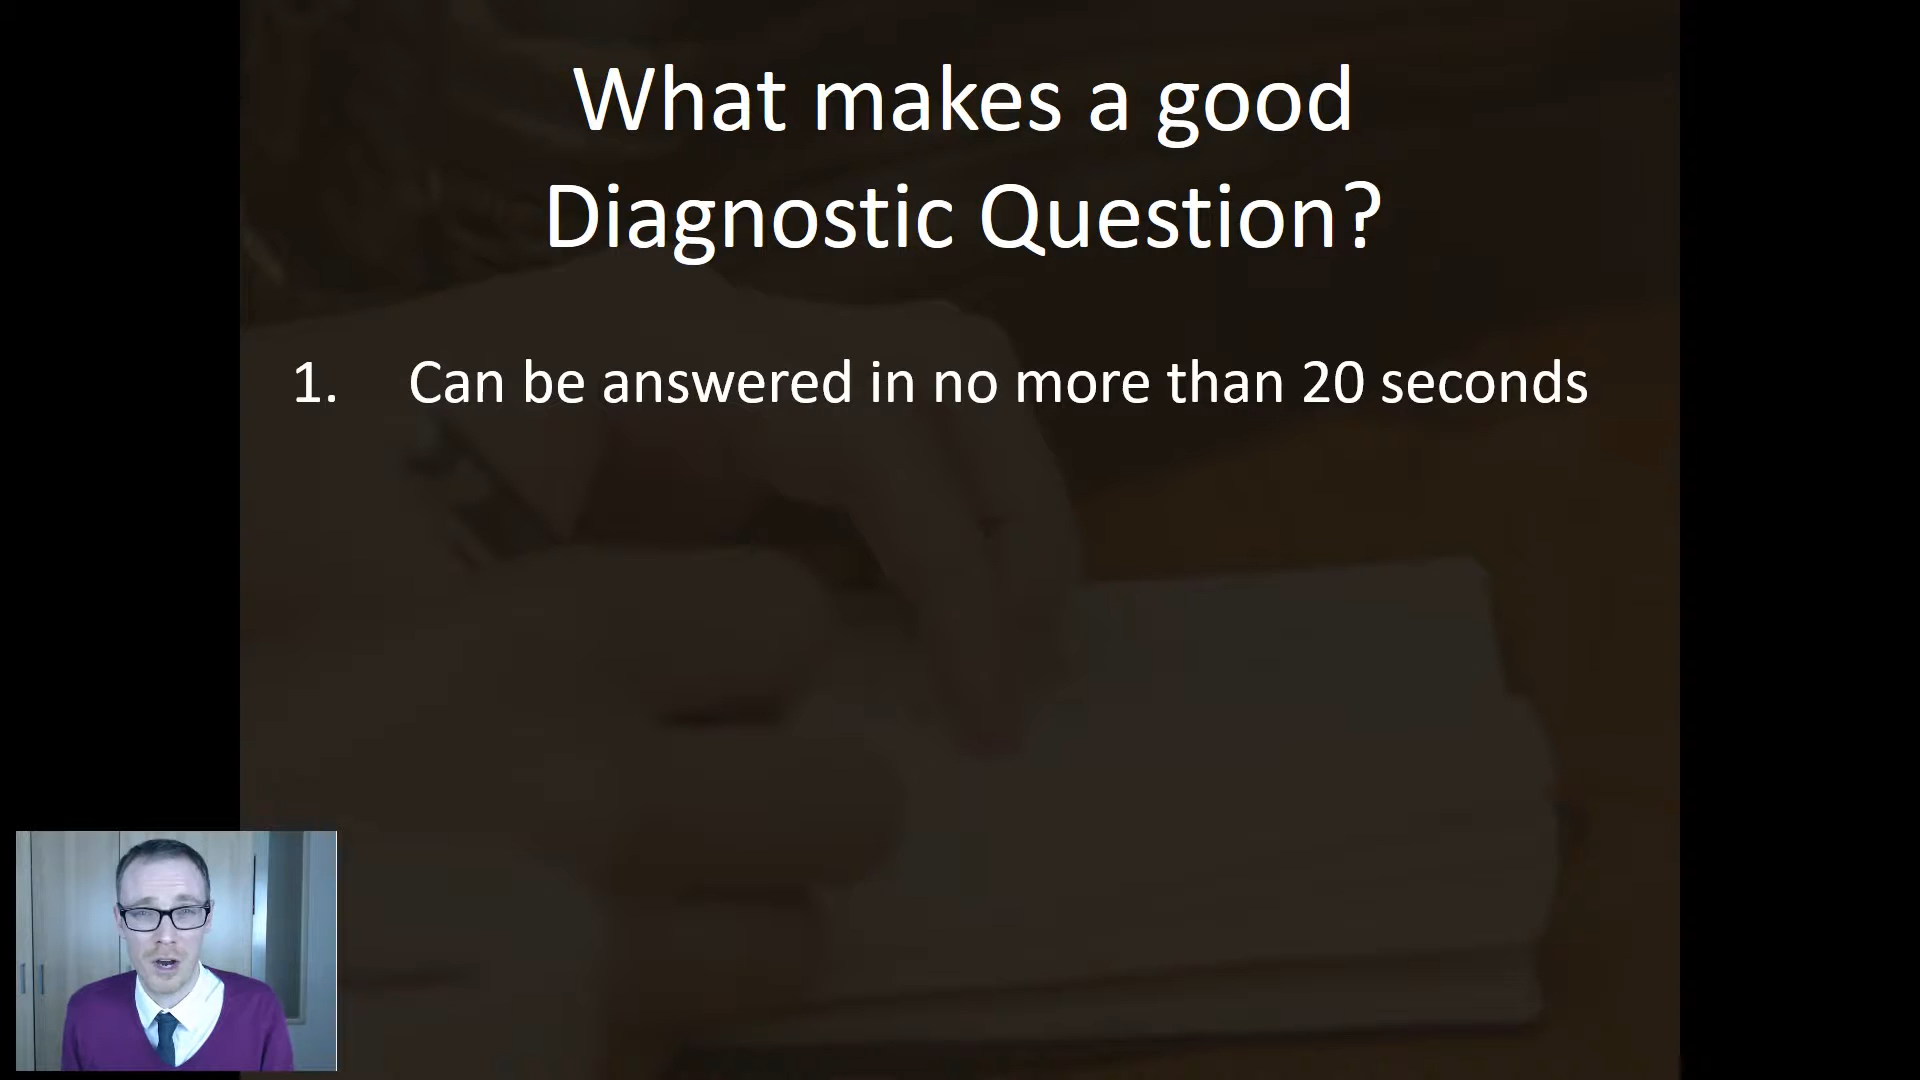 What makes a good
Diagnostic Question?
1. Can be answered in no more than 20 seconds